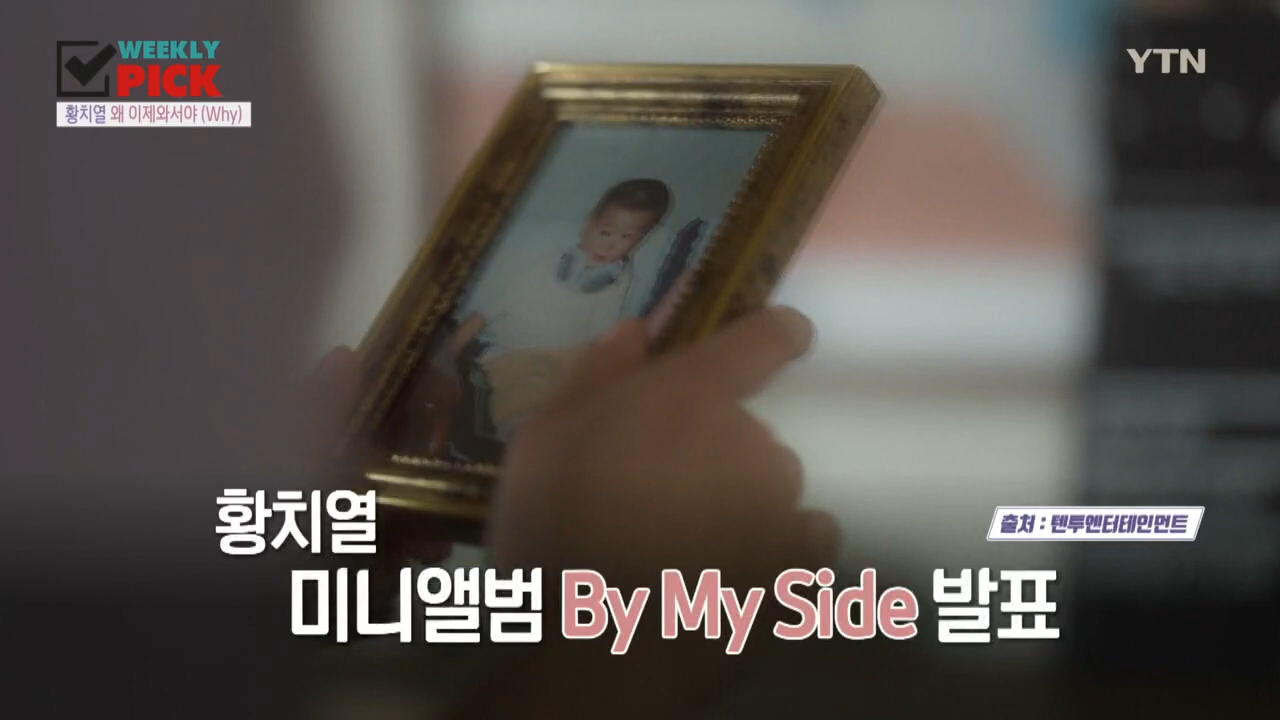 WEEKLY
PICK
황치열 왜 이제와서야 (Why)
YTN
황치열
출처 : 텐투엔터테인먼트
미니앨범 By My Side 발표